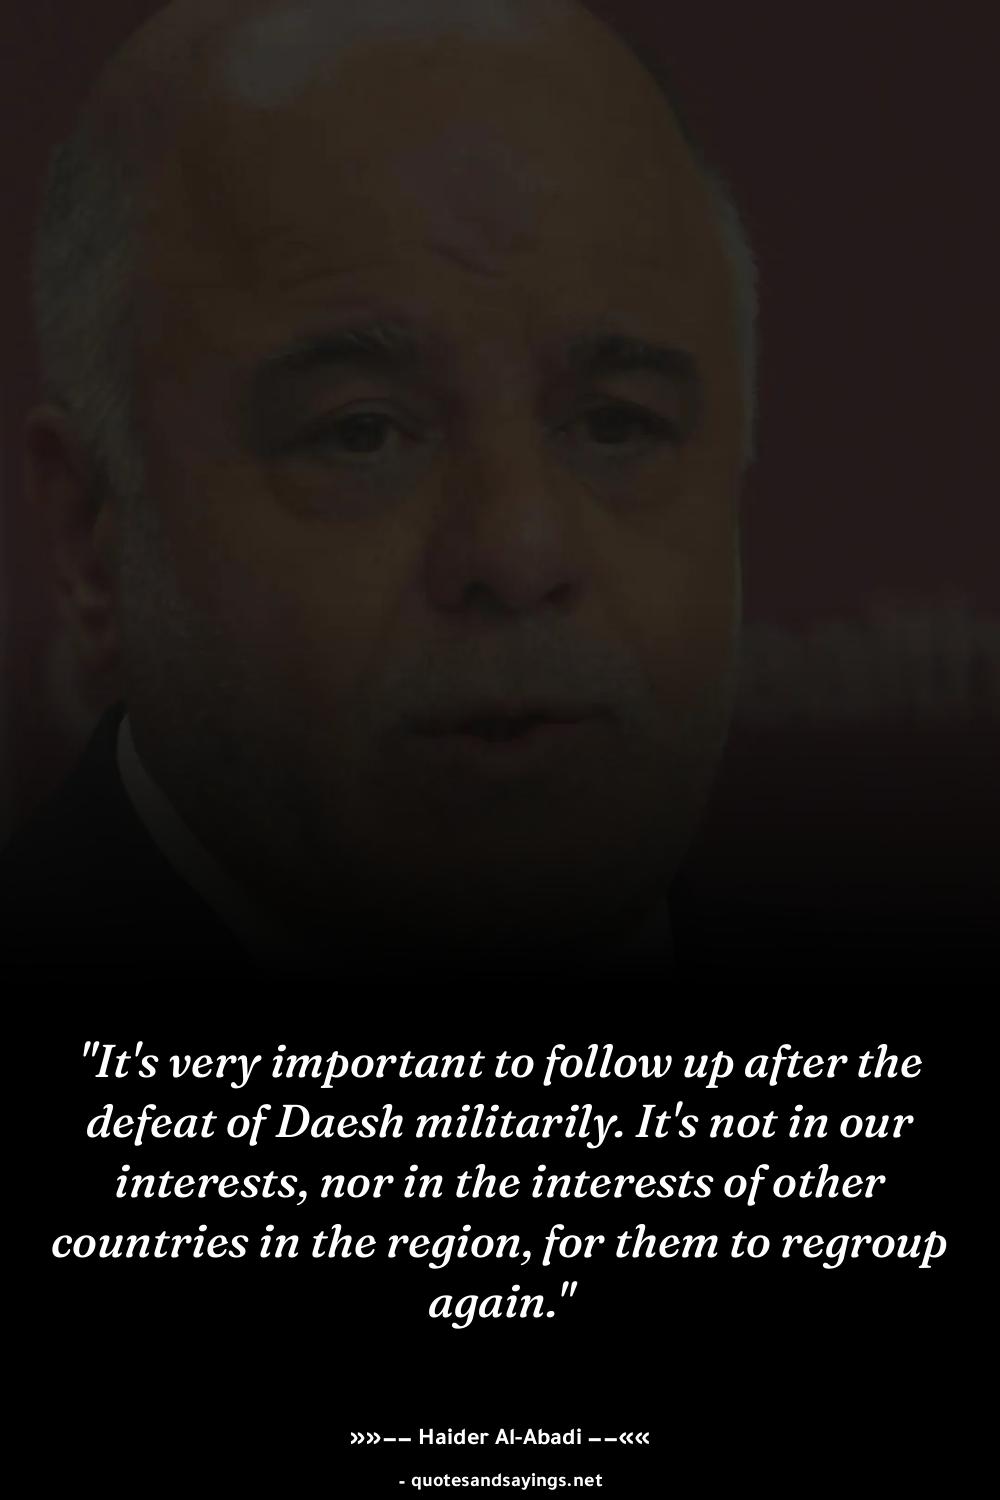 "It's very important to follow up after the
defeat of Daesh militarily. It's not in our
interests, nor in the interests of other
countries in the region, for them to regroup
again."
»»−− Haider Al-Abadi −−««
- quotesandsayings.net